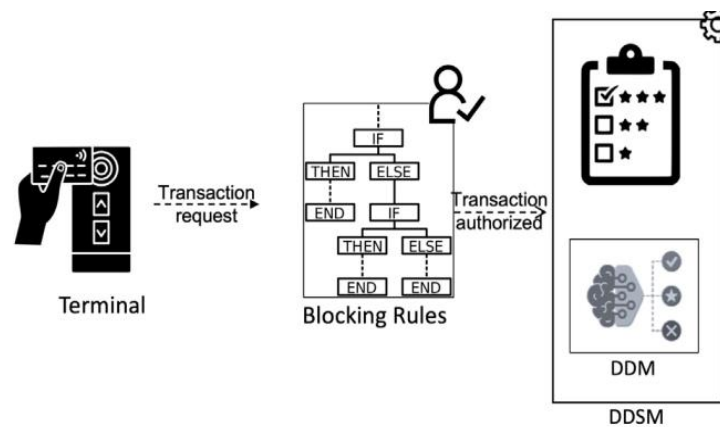 Transaction
request
Terminal
IF
THEN ELSE
END IF
THEN ELSE
END END
Blocking Rules
Transaction
authorized
DDM
DDSM